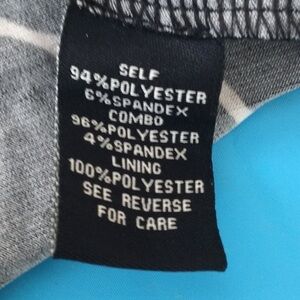 SELF
94%POLYESTER
6%SPANDEX
COMBO
96%POLYESTER
4%SPANDEX
LINING
100%POLYESTER
SEE REVERSE
FOR CARE